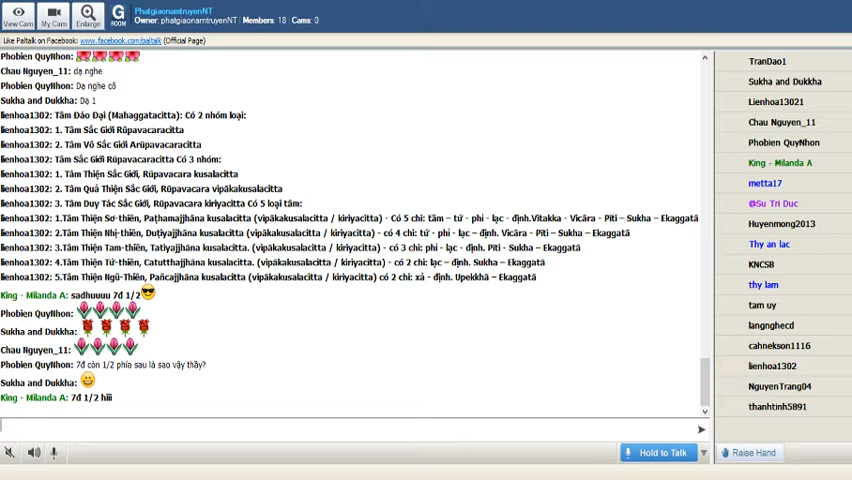 View Cam
My Cam
Enlarge
G
ROOM
PhatgiaonamtruyenNT
Owner: phatgiaonamtruyenNT | Members: 18 | Cams: 0
Like Paltalk on Facebook: www.facebook.com/paltalk (Official Page)
Phobien QuyNhon:
Chau Nguyen_11: dạ nghe
Phobien QuyNhon: Dạ nghe cô
Sukha and Dukkha: Dạ 1
lienhoa1302: Tâm Đáo Đại (Mahaggatacitta): Có 2 nhóm loại:
lienhoa1302: 1. Tâm Sắc Giới Rūpavacaracitta
lienhoa1302: 2. Tâm Vô Sắc Giới Arūpavacaracitta
lienhoa1302: Tâm Sắc Giới Rūpavacaracitta Có 3 nhóm:
lienhoa1302: 1. Tâm Thiện Sắc Giới, Rūpavacara kusalacitta
lienhoa1302: 2. Tâm Quả Thiện Sắc Giới, Rūpavacara vipākakusalacitta
lienhoa1302: 3. Tâm Duy Tác Sắc Giới, Rūpavacara kiriyacitta Có 5 loại tâm:
lienhoa1302: 1.Tâm Thiện Sơ-thiền, Paṭhamajjhāna kusalacitta (vipākakusalacitta / kiriyacitta) - Có 5 chi: tầm – tứ - phi - lạc – định.Vitakka - Vicāra - Pīti – Sukha – Ekaggatā
lienhoa1302: 2.Tâm Thiện Nhị-thiền, Duṭiyajjhāna kusalacitta (vipākakusalacitta / kiriyacitta) - có 4 chi: tứ - phi - lạc – định. Vicāra - Pīti – Sukha – Ekaggatā
lienhoa1302: 3.Tâm Thiện Tam-thiền, Tatiyajjhāna kusalacitta. (vipākakusalacitta / kiriyacitta) - có 3 chi: phi - lạc - định. Pīti - Sukha - Ekaggatā
lienhoa1302: 4.Tâm Thiện Tứ-thiền, Catutthajjhāna kusalacitta. (vipākakusalacitta / kiriyacitta) - có 2 chi: lạc – định. Sukha – Ekaggatā
lienhoa1302: 5.Tâm Thiện Ngũ-Thiền, Pañcajjhāna kusalacitta (vipākakusalacitta / kiriyacitta) có 2 chi: xả - định. Upekkhā – Ekaggatā
King - Milanda A: sadhuuuu 7đ 1/2
Phobien QuyNhon:
Sukha and Dukkha:
Chau Nguyen_11:
Phobien QuyNhon: 7đ còn 1/2 phía sau là sao vậy thầy?
Sukha and Dukkha:
King - Milanda A: 7đ 1/2 hiii
Hold to Talk
TranDao1
Sukha and Dukkha
Lienhoa13021
Chau Nguyen_11
Phobien QuyNhon
King - Milanda A
metta17
@Su Tri Duc
Huyenmong2013
Thy an lac
KNCSB
thy lam
tam uy
langnghecd
cahnekson1116
lienhoa1302
NguyenTrang04
thanhtinh5891
Raise Hand